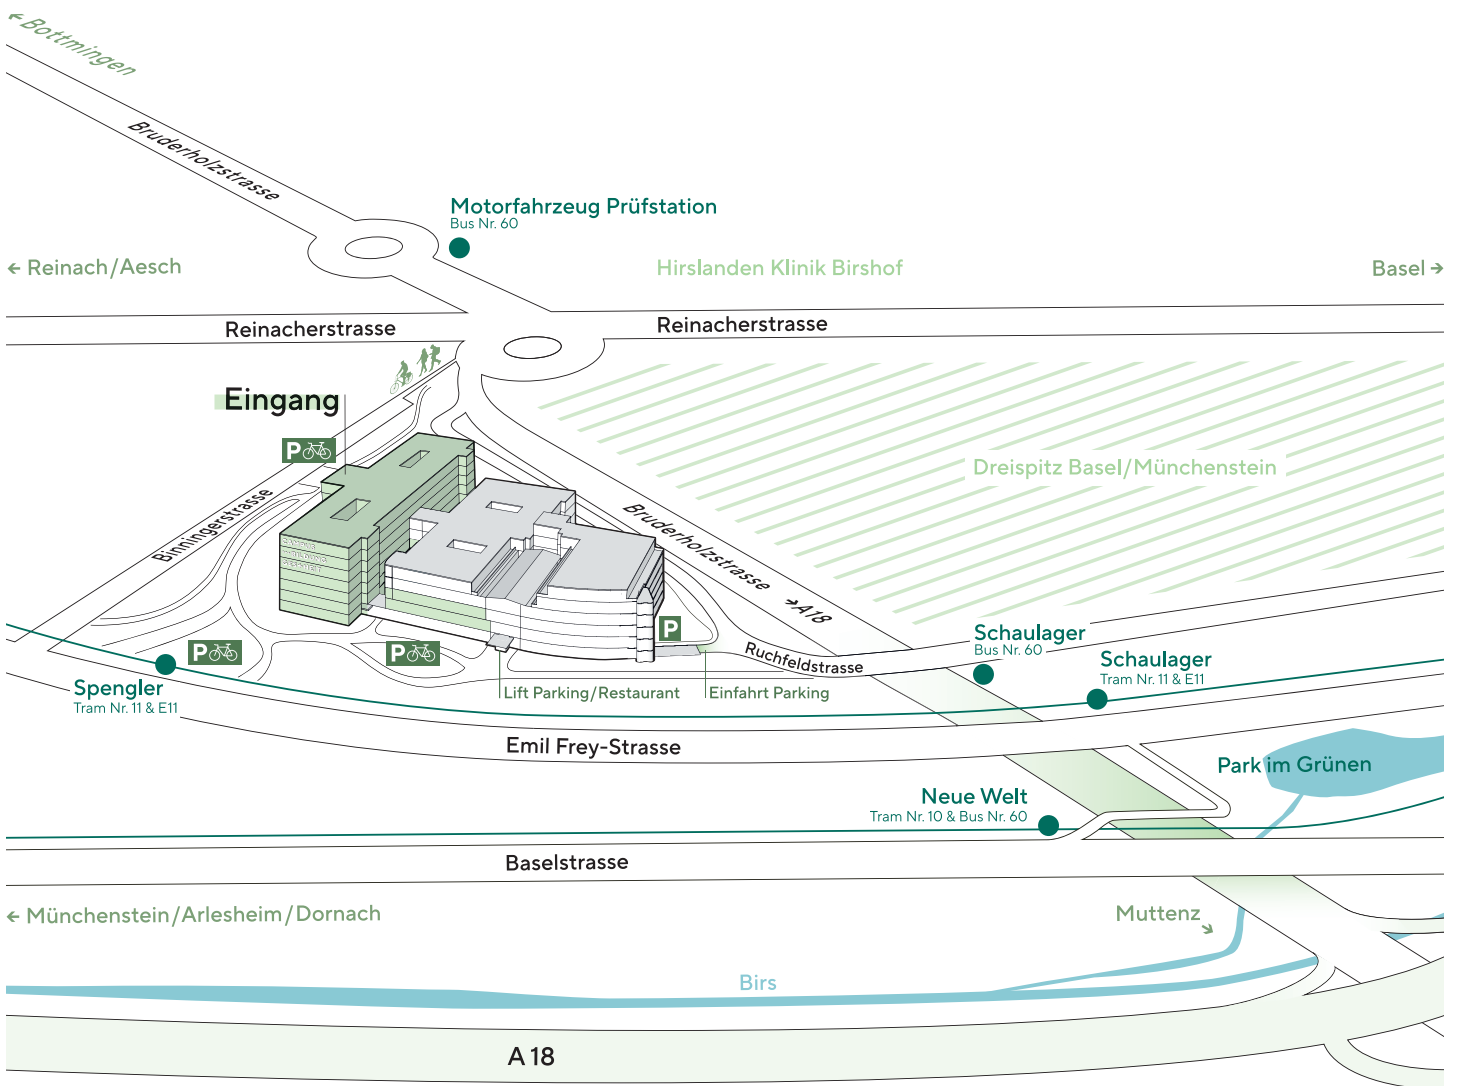 ← Bottmingen
Bruderholzstrasse
Motorfahrzeug Prüfstation
Bus Nr. 60
← Reinach/Aesch
Hirslanden Klinik Birshof
Basel →
Reinacherstrasse
Reinacherstrasse
Eingang
P
Dreispitz Basel/Münchenstein
Binningerstrasse
Bruderholzstrasse
→A18
P
Schaulager
Bus Nr. 60
P
P
Ruchfeldstrasse
Schaulager
Tram Nr. 11 & E11
Spengler
Tram Nr. 11 & E11
Lift Parking/Restaurant
Einfahrt Parking
Emil Frey-Strasse
Park im Grünen
Neue Welt
Tram Nr. 10 & Bus Nr. 60
Baselstrasse
← Münchenstein/Arlesheim/Dornach
Muttenz
Birs
A 18